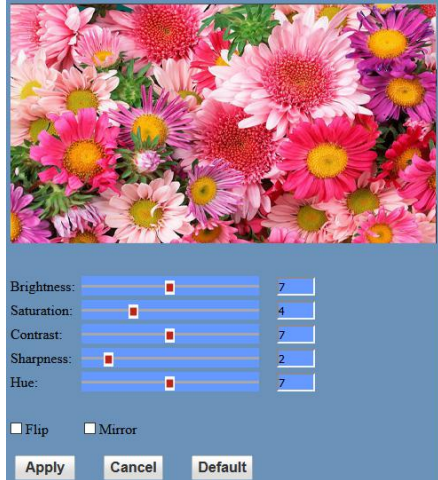 Brightness: 7
Saturation: 4
Contrast: 7
Sharpness: 2
Hue: 7
Flip Mirror
Apply Cancel Default